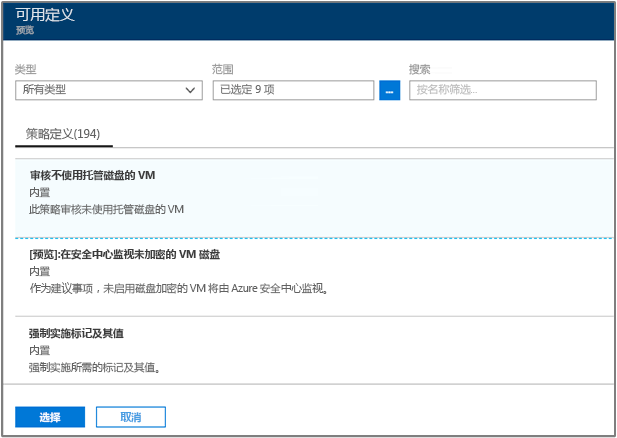 可用定义
预览
类型 范围 搜索
所有类型 已选定 9 项 ... 按名称筛选...
策略定义(194)
审核不使用托管磁盘的 VM
内置
此策略审核未使用托管磁盘的 VM
[预览]:在安全中心监视未加密的 VM 磁盘
内置
作为建议事项，未启用磁盘加密的 VM 将由 Azure 安全中心监视。
强制实施标记及其值
内置
强制实施所需的标记及其值。
选择 取消